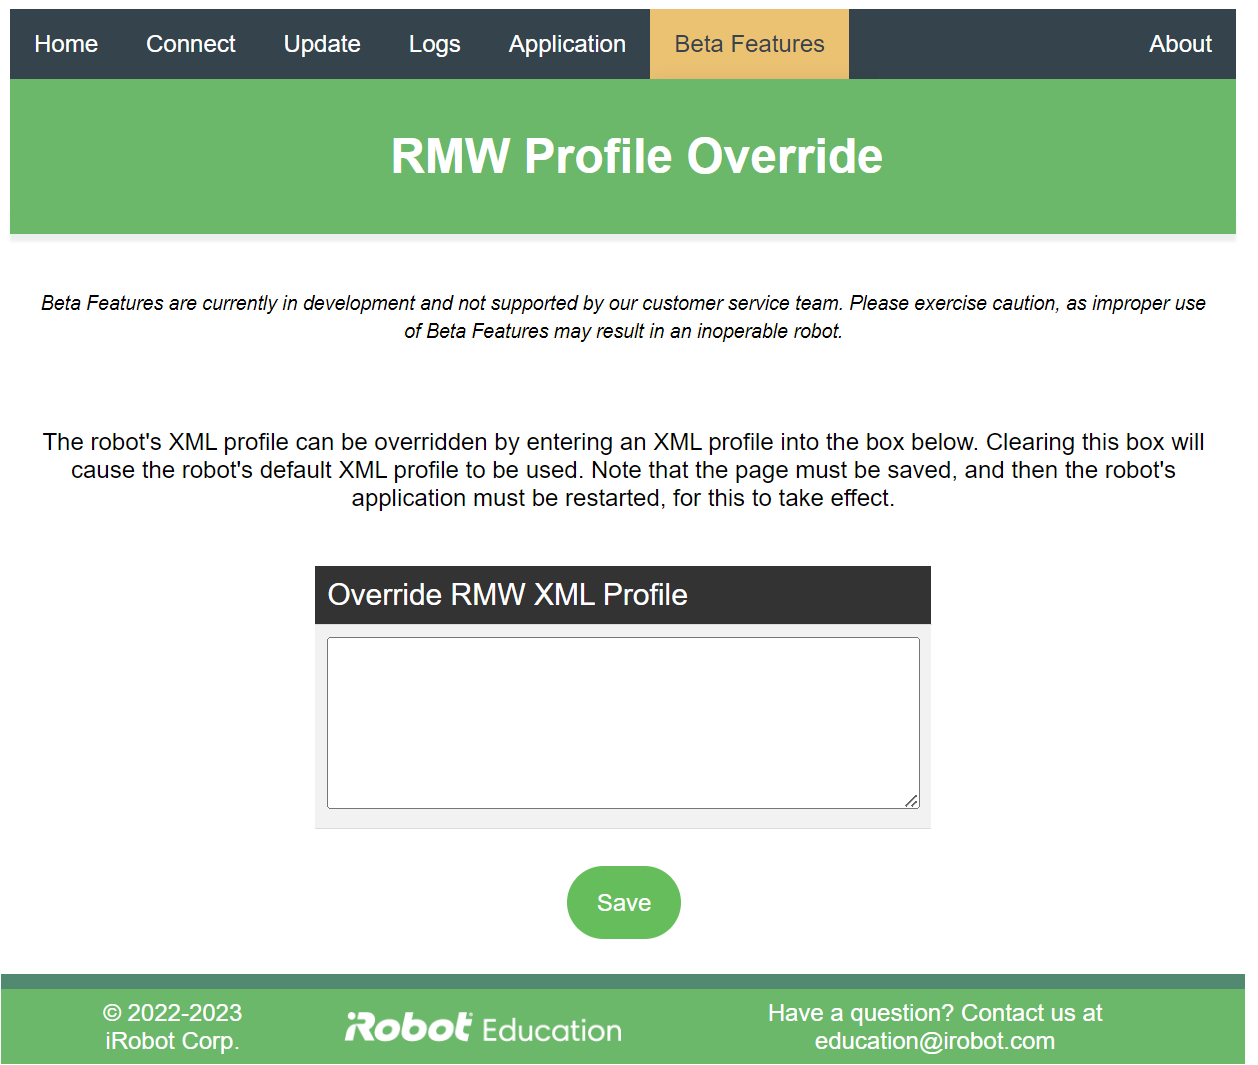 Home Connect Update Logs Application Beta Features About
RMW Profile Override
Beta Features are currently in development and not supported by our customer service team. Please exercise caution, as improper use
of Beta Features may result in an inoperable robot.
The robot's XML profile can be overridden by entering an XML profile into the box below. Clearing this box will
cause the robot's default XML profile to be used. Note that the page must be saved, and then the robot's
application must be restarted, for this to take effect.
Override RMW XML Profile
Save
© 2022-2023
iRobot Corp.
iRobot Education
Have a question? Contact us at
education@irobot.com